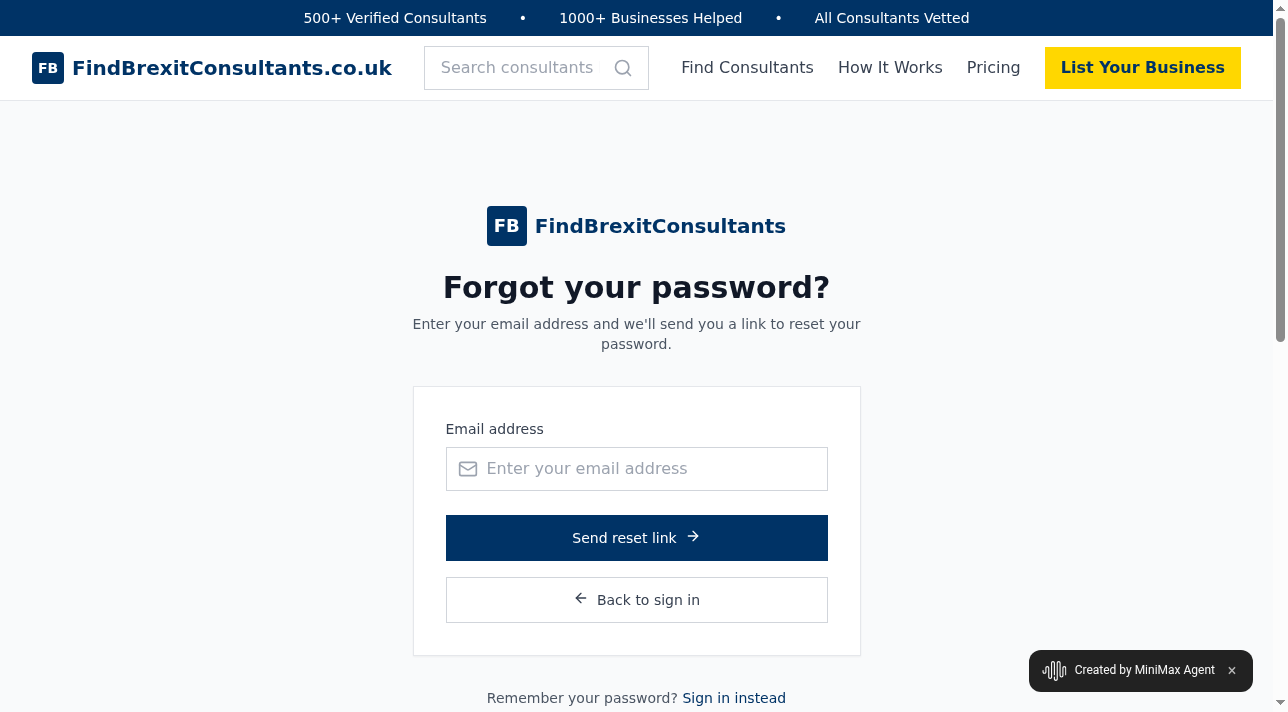 500+ Verified Consultants • 1000+ Businesses Helped • All Consultants Vetted
FB FindBrexitConsultants.co.uk Search consultants Find Consultants How It Works Pricing List Your Business
FB FindBrexitConsultants
Forgot your password?
Enter your email address and we'll send you a link to reset your
password.
Email address
Enter your email address
Send reset link →
← Back to sign in
Created by MiniMax Agent ×
Remember your password? Sign in instead